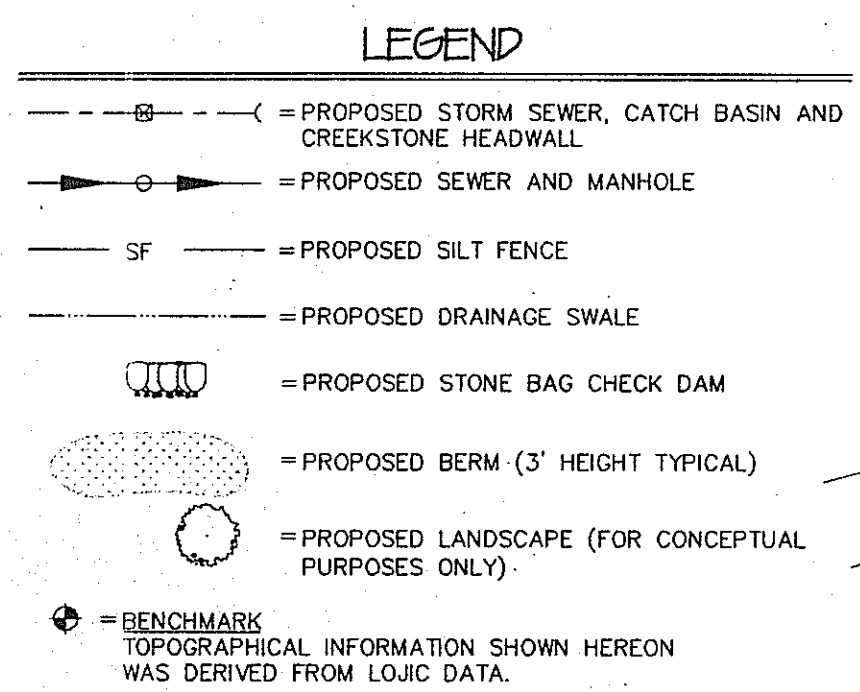 LEGEND
= PROPOSED STORM SEWER, CATCH BASIN AND
CREEKSTONE HEADWALL
= PROPOSED SEWER AND MANHOLE
SF = PROPOSED SILT FENCE
= PROPOSED DRAINAGE SWALE
= PROPOSED STONE BAG CHECK DAM
= PROPOSED BERM (3' HEIGHT TYPICAL)
= PROPOSED LANDSCAPE (FOR CONCEPTUAL
PURPOSES ONLY)
= BENCHMARK
TOPOGRAPHICAL INFORMATION SHOWN HEREON
WAS DERIVED FROM LOJIC DATA.